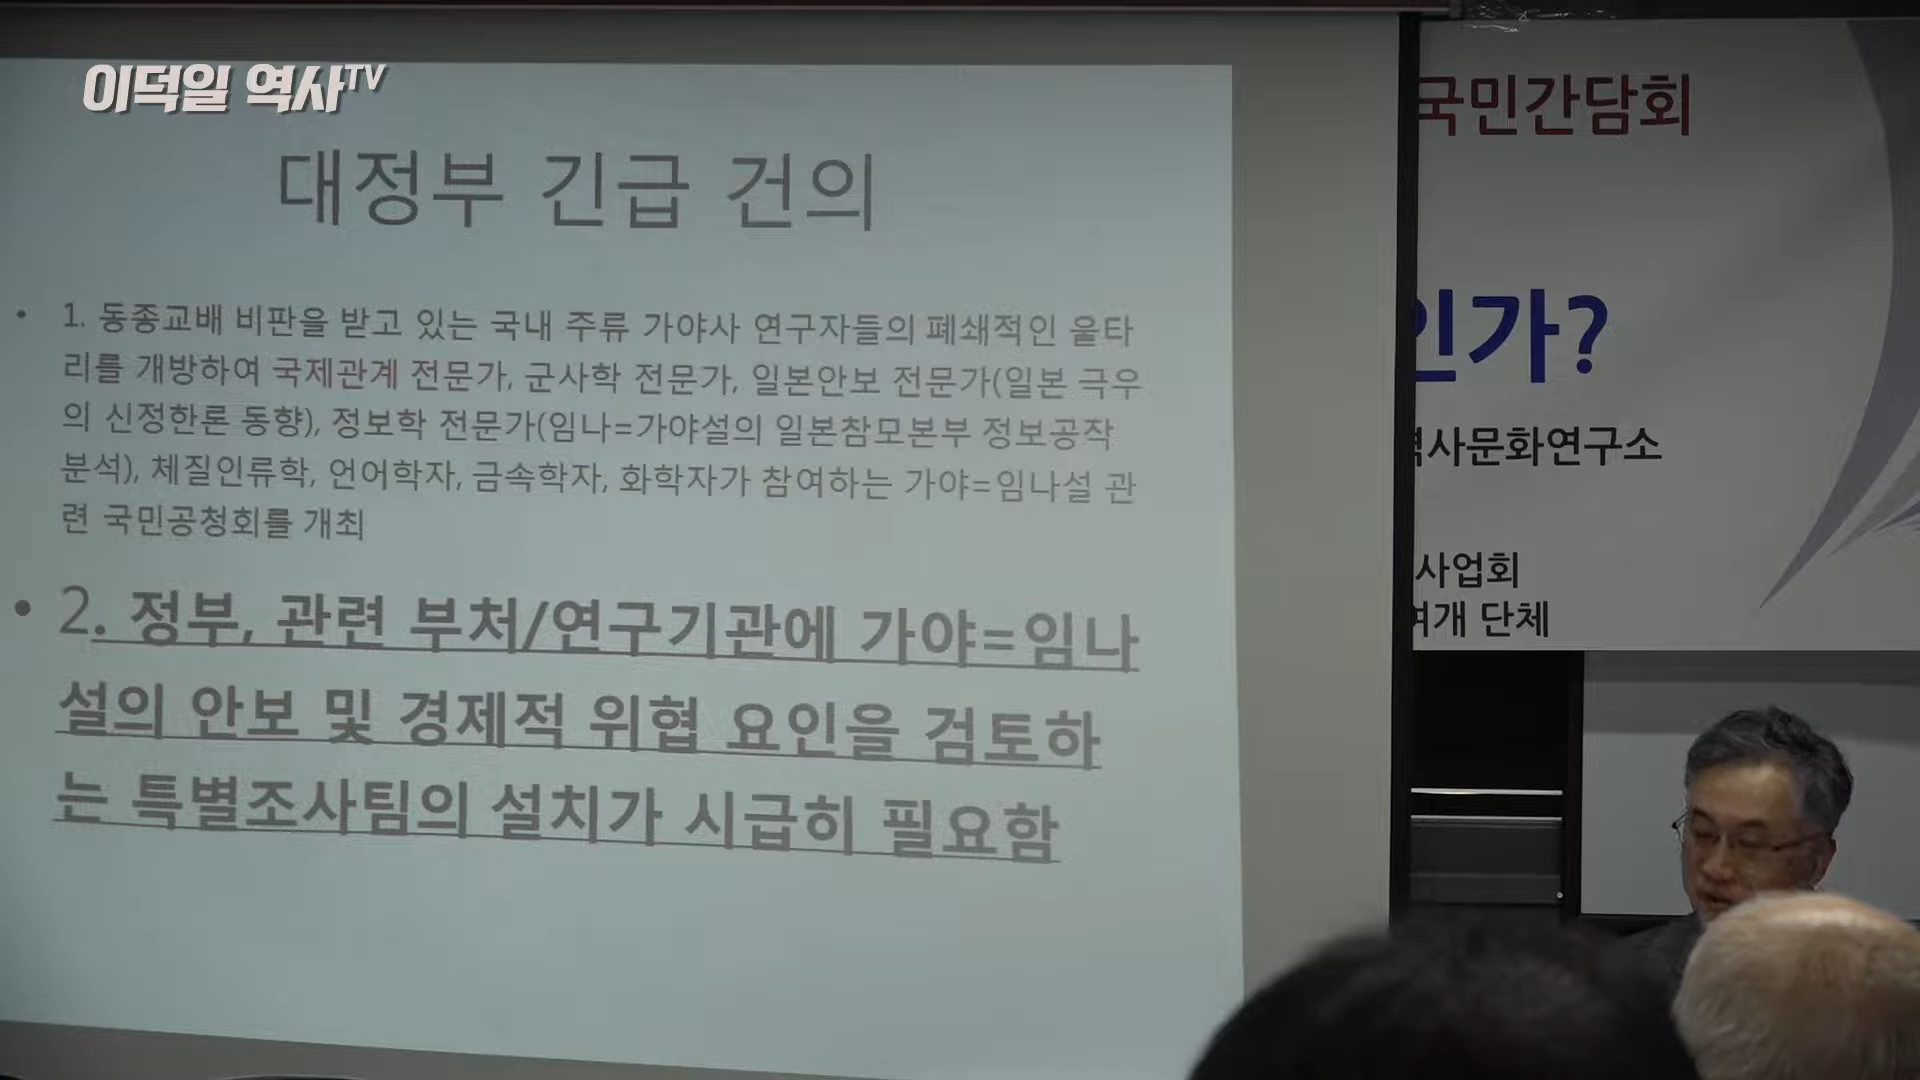 이덕일 역사TV
대정부 긴급 건의
• 1. 동종교배 비판을 받고 있는 국내 주류 가야사 연구자들의 폐쇄적인 울타
리를 개방하여 국제관계 전문가, 군사학 전문가, 일본안보 전문가(일본 극우
의 신정한론 동향), 정보학 전문가(임나=가야설의 일본참모본부 정보공작
분석), 체질인류학, 언어학자, 금속학자, 화학자가 참여하는 가야=임나설 관
련 국민공청회를 개최
• 2. 정부, 관련 부처/연구기관에 가야=임나
설의 안보 및 경제적 위협 요인을 검토하
는 특별조사팀의 설치가 시급히 필요함
국민간담회
인가?
역사문화연구소
사업회
여개 단체